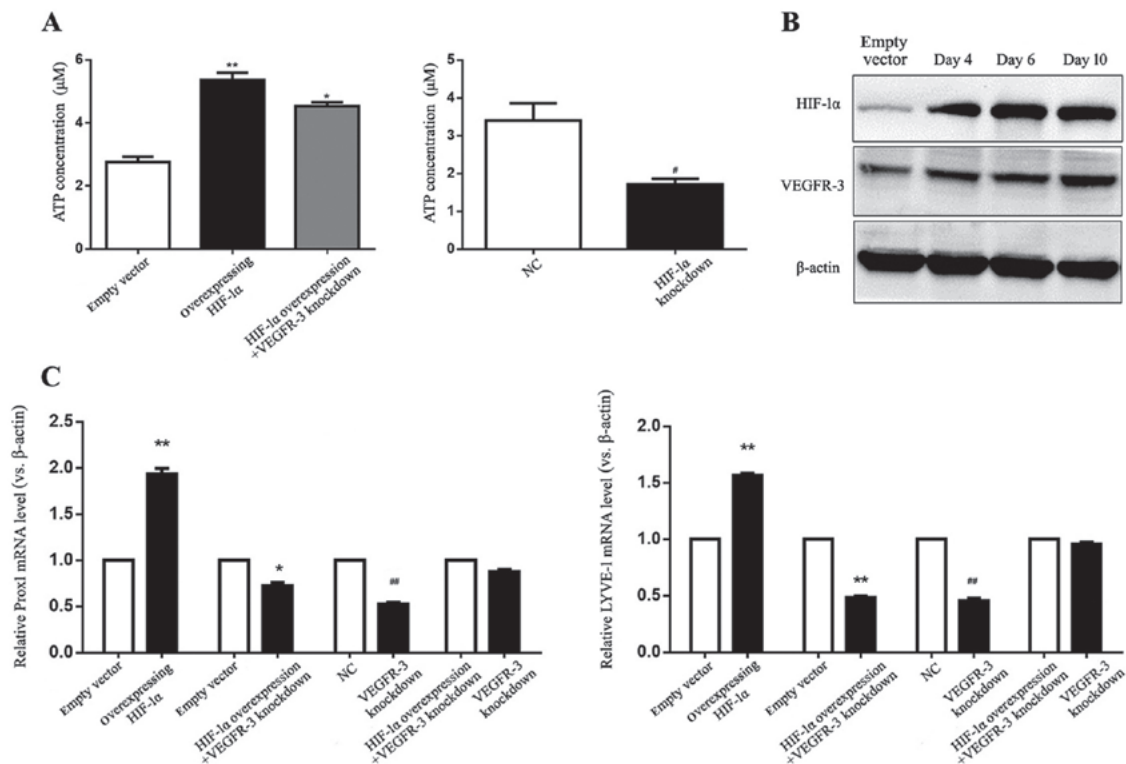 A
ATP concentration (µM)
6
4
2
0
**
*
Empty vector
Overexpressing
HIF-1α
HIF-1α overexpression
+VEGFR-3 knockdown
ATP concentration (µM)
5
4
3
2
1
0
#
NC
HIF-1α
knockdown
B
Empty
vector
Day 4
Day 6
Day 10
HIF-1α
VEGFR-3
β-actin
C
Relative Prox1 mRNA level (vs. β-actin)
2.5
2.0
1.5
1.0
0.5
0.0
**
*
##
Empty vector
Overexpressing
HIF-1α
Empty vector
HIF-1α overexpression
+VEGFR-3 knockdown
NC
VEGFR-3
knockdown
HIF-1α overexpression
+VEGFR-3 knockdown
VEGFR-3
knockdown
Relative LYVE-1 mRNA level (vs. β-actin)
2.0
1.5
1.0
0.5
0.0
**
**
##
Empty vector
Overexpressing
HIF-1α
Empty vector
HIF-1α overexpression
+VEGFR-3 knockdown
NC
VEGFR-3
knockdown
HIF-1α overexpression
+VEGFR-3 knockdown
VEGFR-3
knockdown